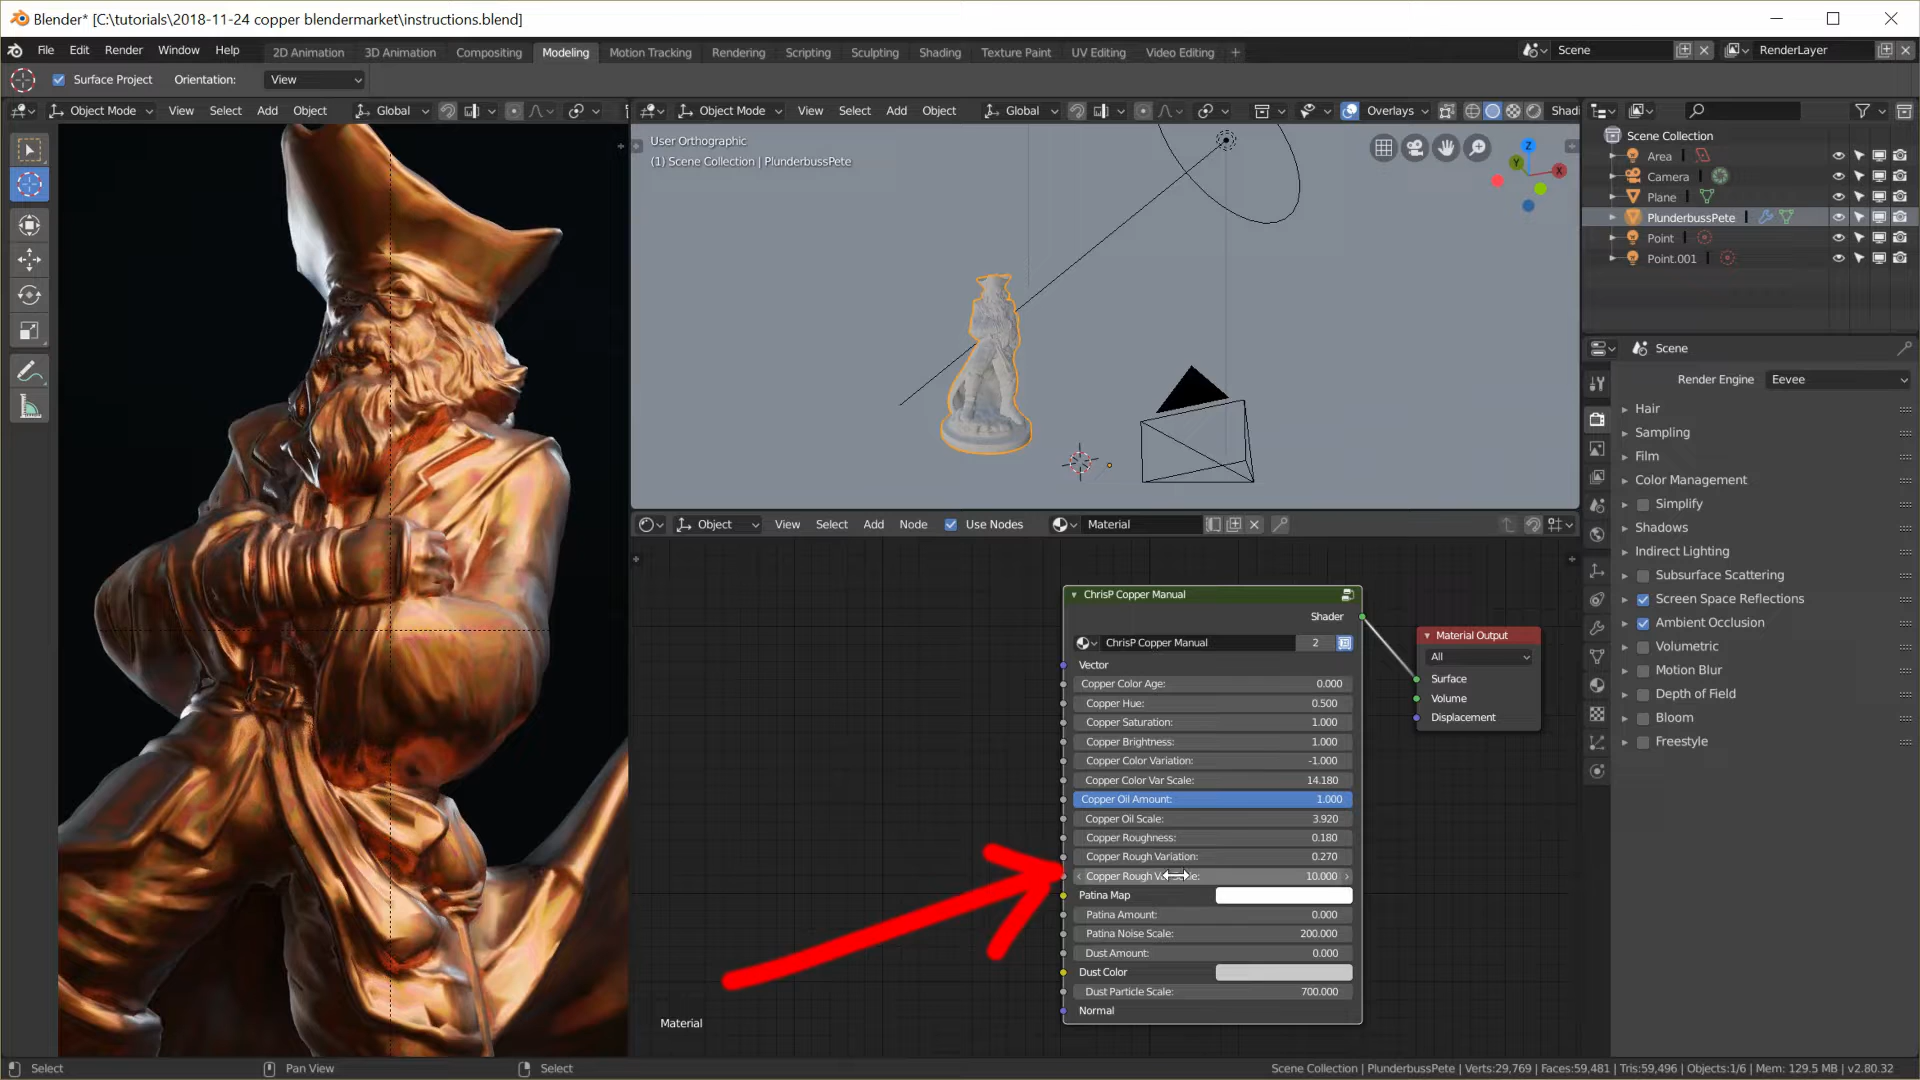 Blender* [C:\tutorials\2018-11-24 copper blendermarket\instructions.blend]
File Edit Render Window Help 2D Animation 3D Animation Compositing Modeling Motion Tracking Rendering Scripting Sculpting Shading Texture Paint UV Editing Video Editing + Scene RenderLayer
Surface Project Orientation: View
Object Mode View Select Add Object Global
Object Mode View Select Add Object Global Overlays Shadi
User Orthographic
(1) Scene Collection | PlunderbussPete
Z
Y
X
Scene Collection
Area
Camera
Plane
PlunderbussPete
Point
Point.001
Scene
Render Engine Eevee
Hair
Sampling
Film
Color Management
Simplify
Shadows
Indirect Lighting
Subsurface Scattering
Screen Space Reflections
Ambient Occlusion
Volumetric
Motion Blur
Depth of Field
Bloom
Freestyle
Object View Select Add Node Use Nodes Material
ChrisP Copper Manual
Shader
ChrisP Copper Manual 2
Vector
Copper Color Age: 0.000
Copper Hue: 0.500
Copper Saturation: 1.000
Copper Brightness: 1.000
Copper Color Variation: -1.000
Copper Color Var Scale: 14.180
Copper Oil Amount: 1.000
Copper Oil Scale: 3.920
Copper Roughness: 0.180
Copper Rough Variation: 0.270
Copper Rough 10.000
Patina Map
Patina Amount: 0.000
Patina Noise Scale: 200.000
Dust Amount: 0.000
Dust Color
Dust Particle Scale: 700.000
Normal
Material Output
All
Surface
Volume
Displacement
Material
Select Pan View Select Scene Collection | PlunderbussPete | Verts:29,769 | Faces:59,481 | Tris:59,496 | Objects:1/6 | Mem: 129.5 MB | v2.80.32